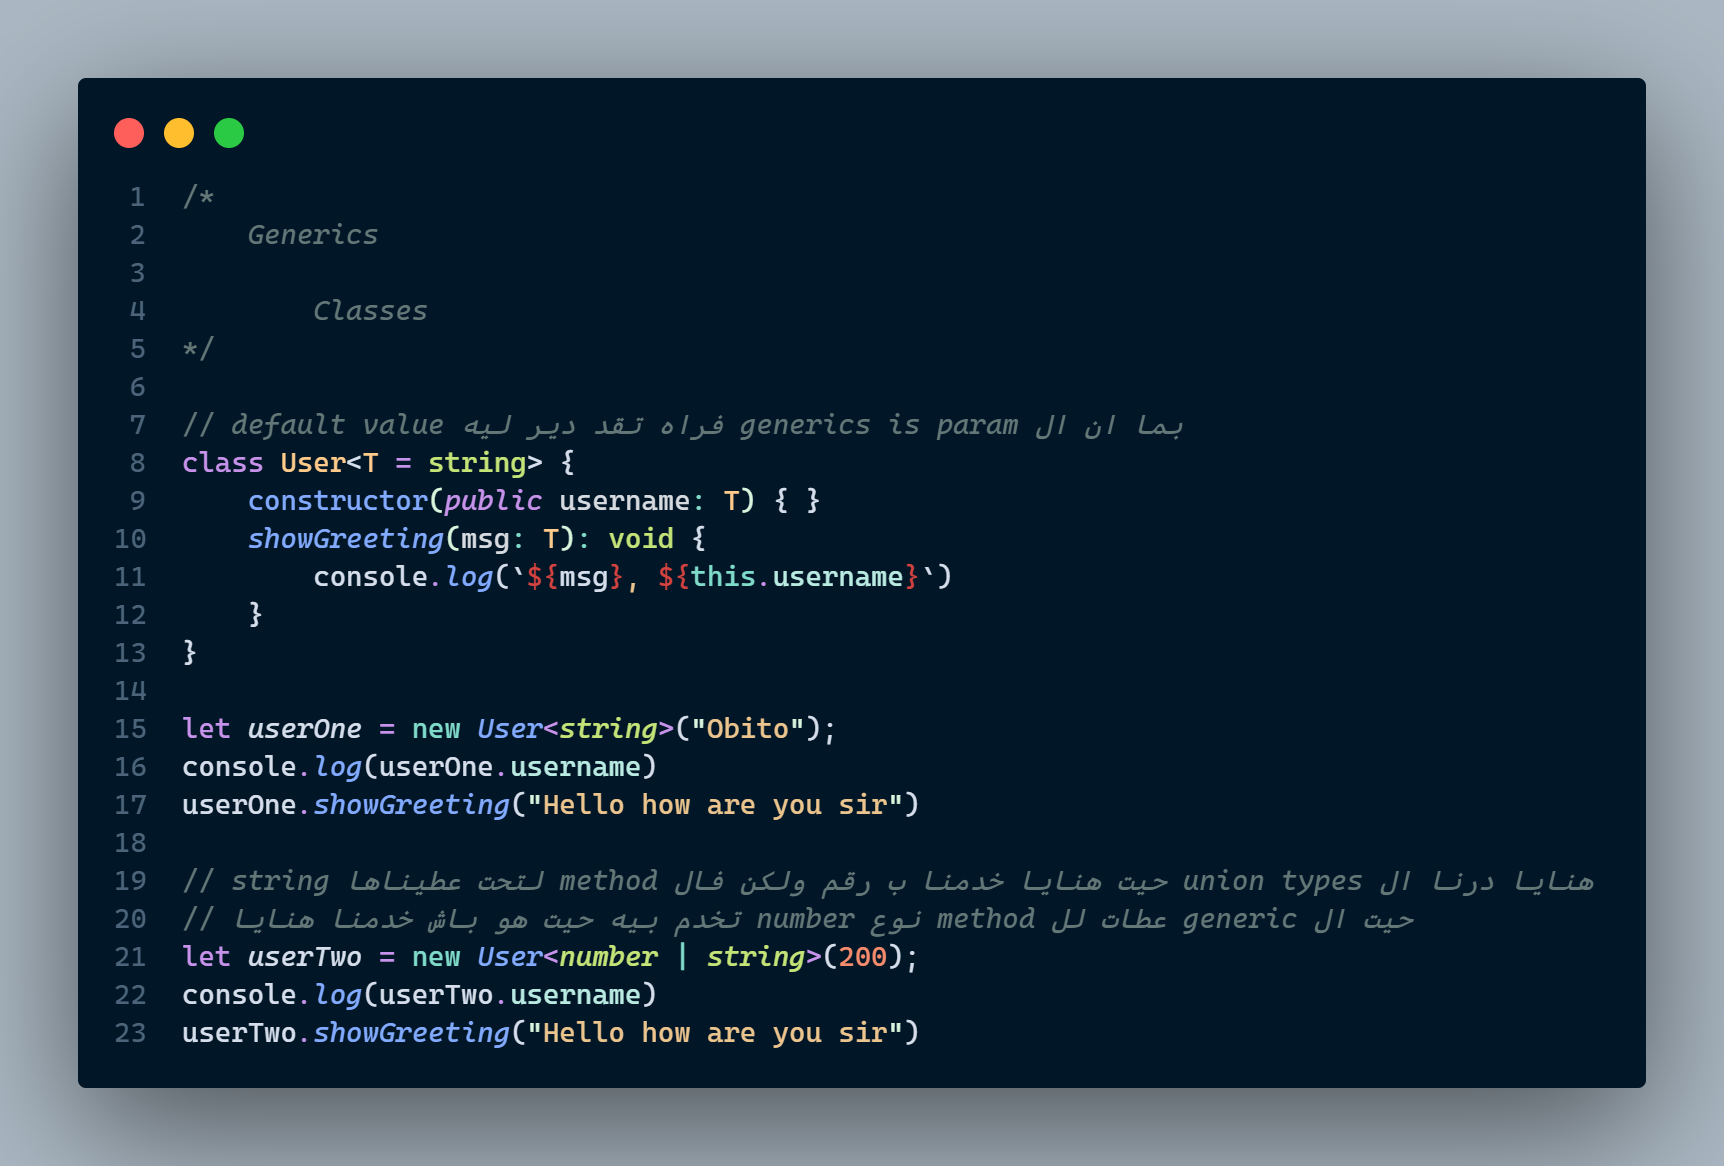 1 /*
2     Generics
3
4         Classes
5 */
6
7 // بما ان ال generics is param فراه تقد دير ليه default value
8 class User<T = string> {
9     constructor(public username: T) { }
10     showGreeting(msg: T): void {
11         console.log(`${msg}, ${this.username}`)
12     }
13 }
14
15 let userOne = new User<string>("Obito");
16 console.log(userOne.username)
17 userOne.showGreeting("Hello how are you sir")
18
19 // هنايا درنا ال union types حيت هنايا خدمنا ب رقم ولكن فال method لتحت عطيناها string
20 // حيت ال generic عطات لل method نوع number تخدم بيه حيت هو باش خدمنا هنايا
21 let userTwo = new User<number | string>(200);
22 console.log(userTwo.username)
23 userTwo.showGreeting("Hello how are you sir")